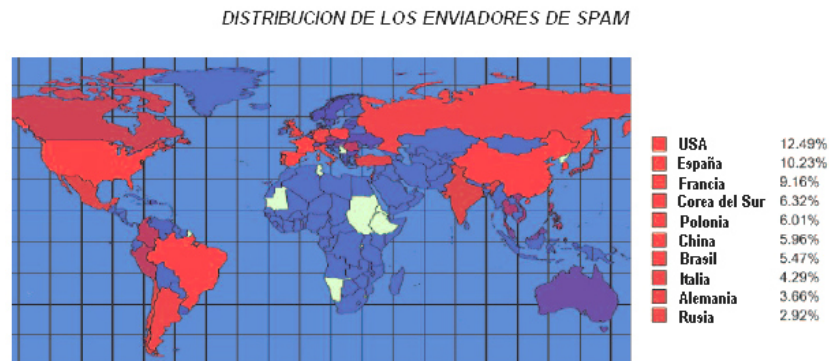 DISTRIBUCION DE LOS ENVIADORES DE SPAM
USA 12.49%
España 10.23%
Francia 9.16%
Corea del Sur 6.32%
Polonia 6.01%
China 5.96%
Brasil 5.47%
Italia 4.29%
Alemania 3.66%
Rusia 2.92%